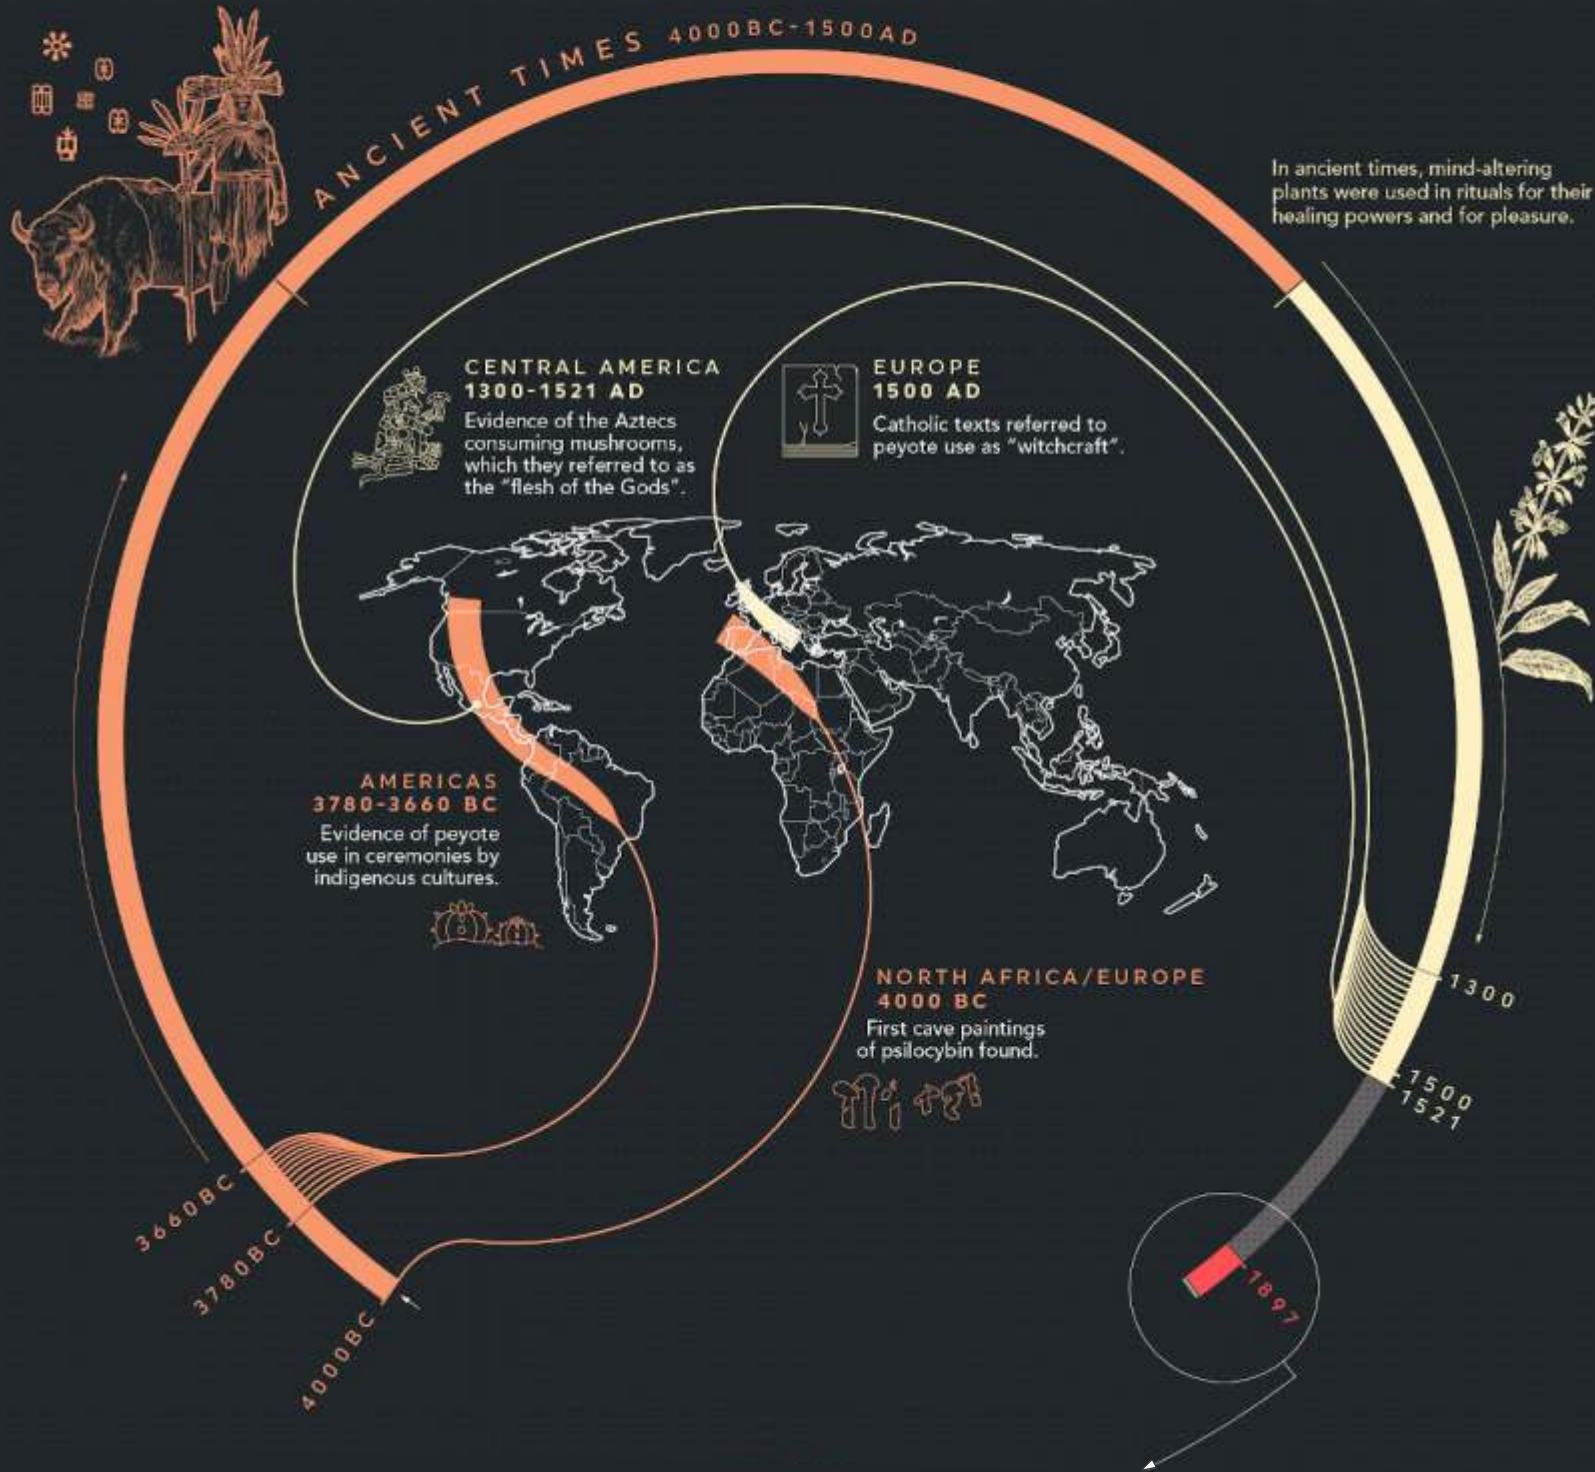 ANCIENT TIMES 4000BC-1500AD
In ancient times, mind-altering
plants were used in rituals for their
healing powers and for pleasure.
CENTRAL AMERICA
1300-1521 AD
Evidence of the Aztecs
consuming mushrooms,
which they referred to as
the "flesh of the Gods".
EUROPE
1500 AD
Catholic texts referred to
peyote use as "witchcraft".
AMERICAS
3780-3660 BC
Evidence of peyote
use in ceremonies by
indigenous cultures.
NORTH AFRICA/EUROPE
4000 BC
First cave paintings
of psilocybin found.
1300
1500
1521
3660BC
3780BC
4000BC
1897